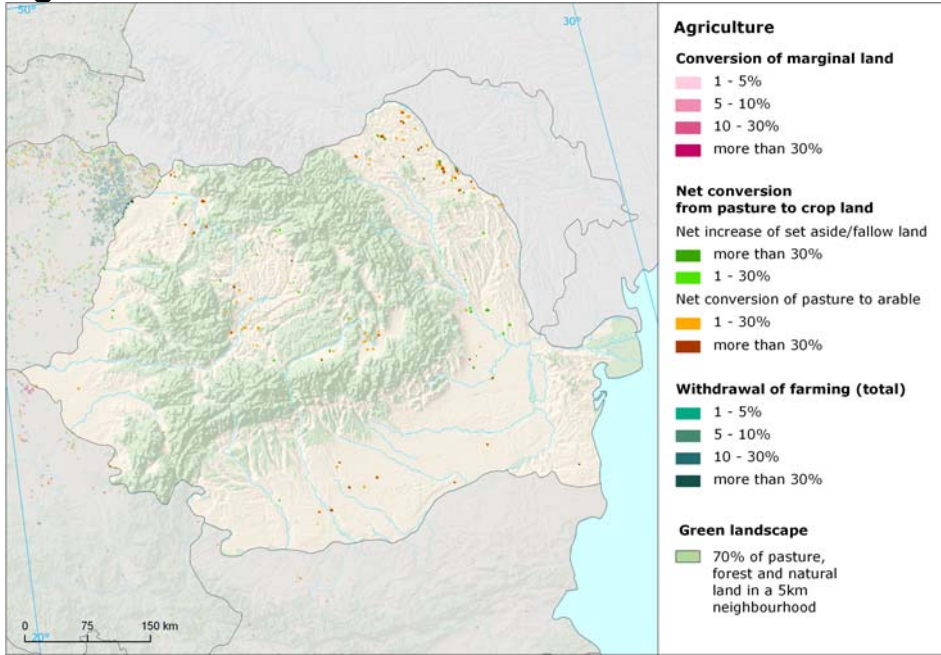 50°
30°
Agriculture
Conversion of marginal land
1 - 5%
5 - 10%
10 - 30%
more than 30%
Net conversion
from pasture to crop land
Net increase of set aside/fallow land
more than 30%
1 - 30%
Net conversion of pasture to arable
1 - 30%
more than 30%
Withdrawal of farming (total)
1 - 5%
5 - 10%
10 - 30%
more than 30%
Green landscape
70% of pasture,
forest and natural
land in a 5km
neighbourhood
0 75 150 km
20°